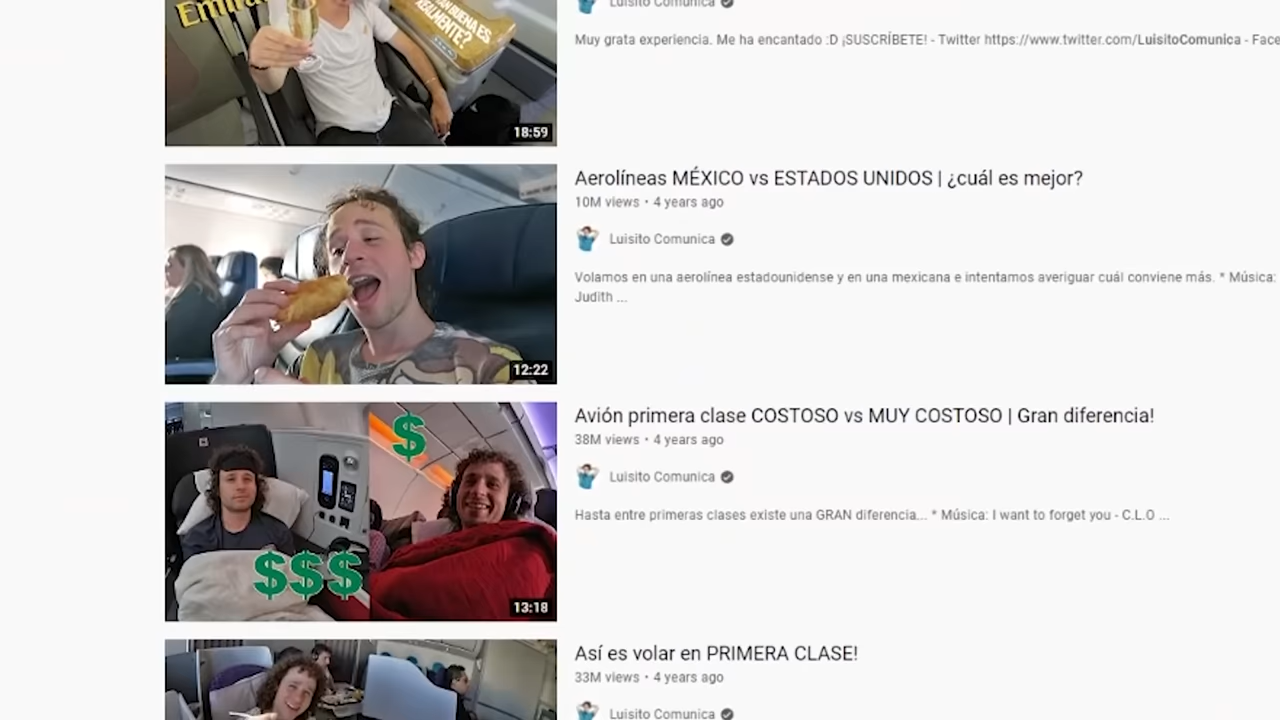 ¿TAN BUENA ES
REALMENTE?
18:59
Luisito Comunica
Muy grata experiencia. Me ha encantado :D ¡SUSCRÍBETE! - Twitter https://www.twitter.com/LuisitoComunica - Face
12:22
Aerolíneas MÉXICO vs ESTADOS UNIDOS | ¿cuál es mejor?
10M views • 4 years ago
Luisito Comunica
Volamos en una aerolínea estadounidense y en una mexicana e intentamos averiguar cuál conviene más. * Música:
Judith ...
$
$$$
13:18
Avión primera clase COSTOSO vs MUY COSTOSO | Gran diferencia!
38M views • 4 years ago
Luisito Comunica
Hasta entre primeras clases existe una GRAN diferencia... * Música: I want to forget you - C.L.O ...
Así es volar en PRIMERA CLASE!
33M views • 4 years ago
Luisito Comunica